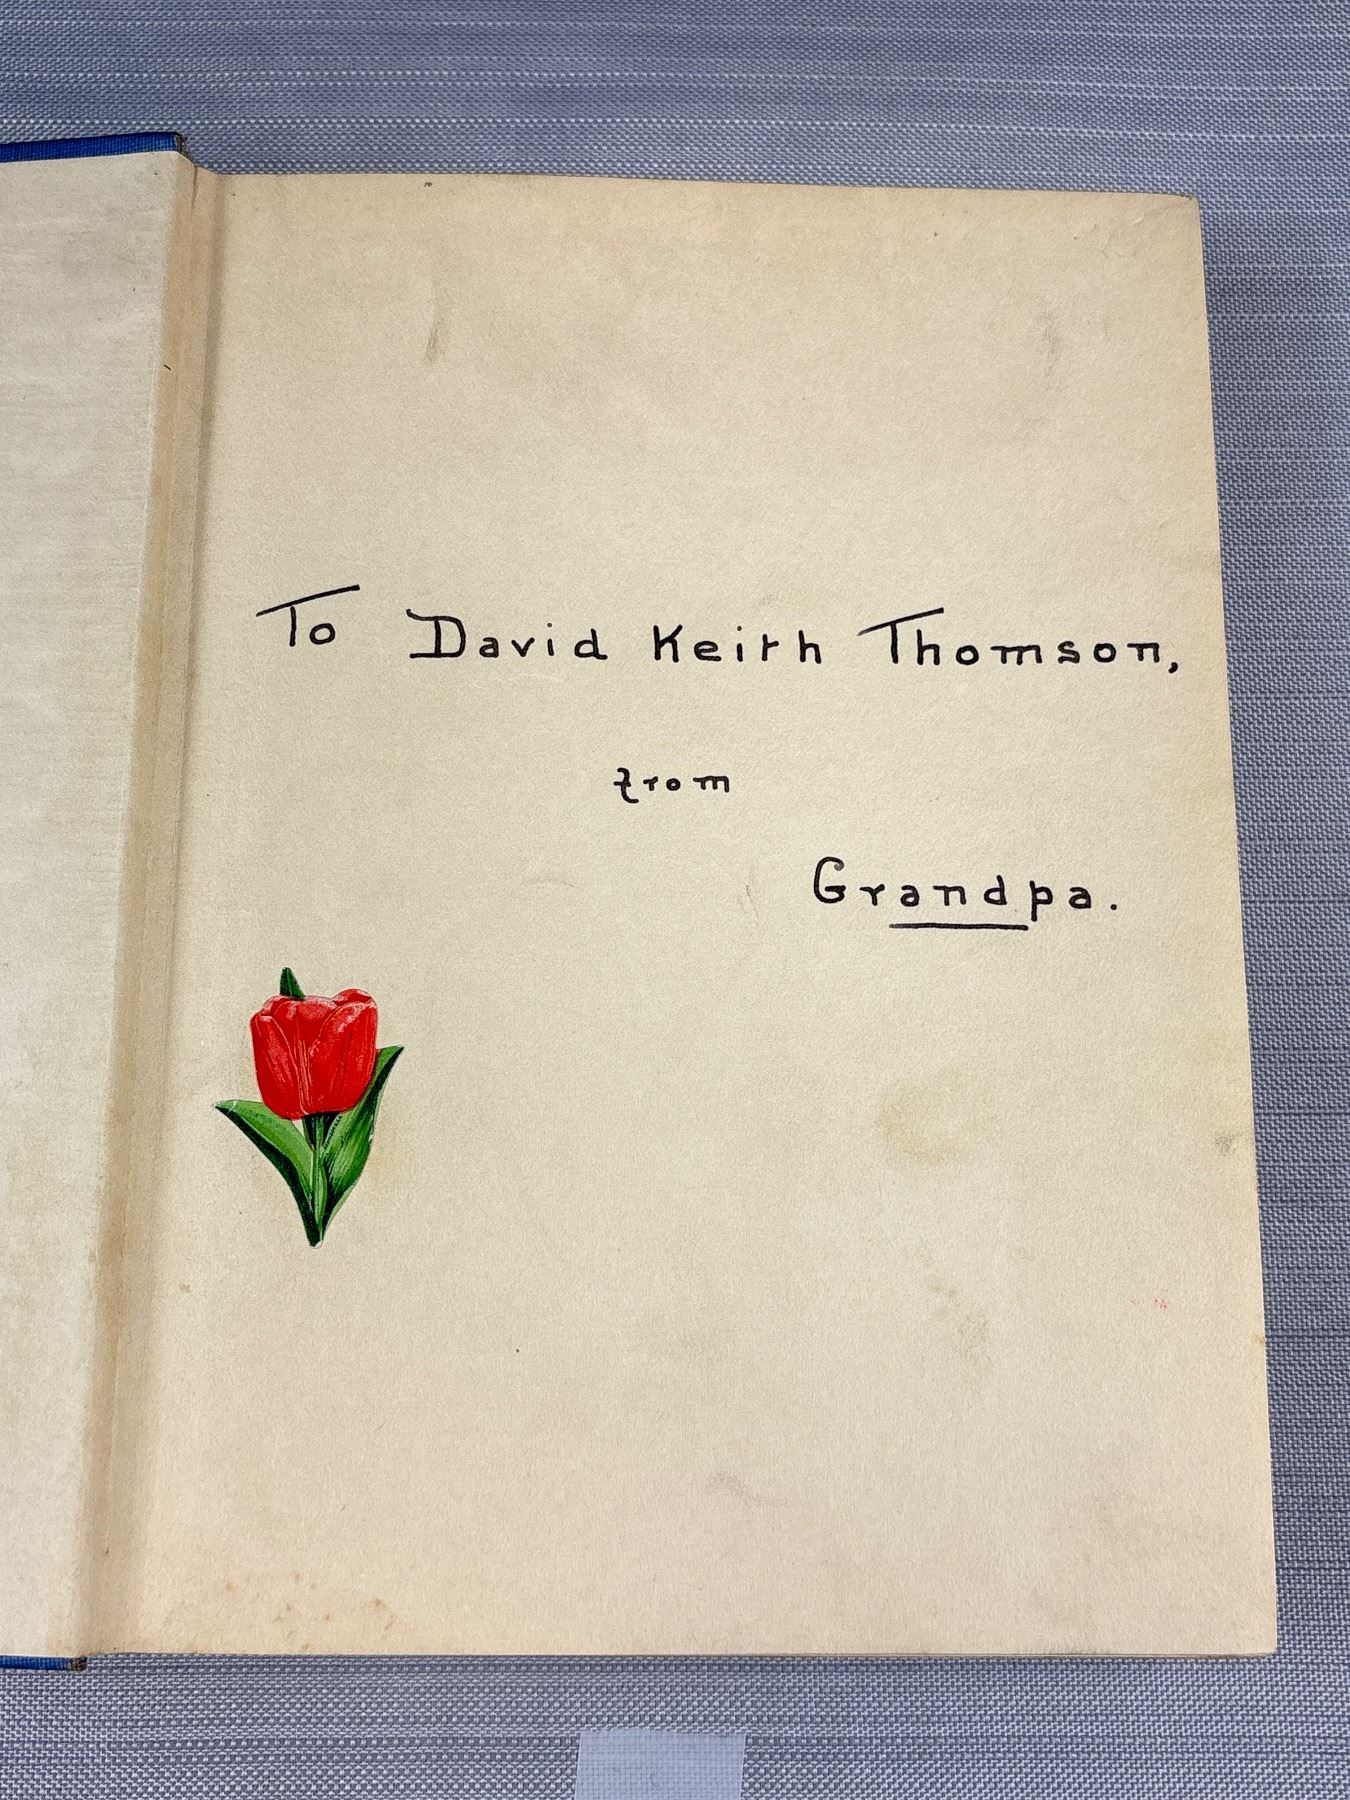 To David Keith Thomson,
from
Grandpa.